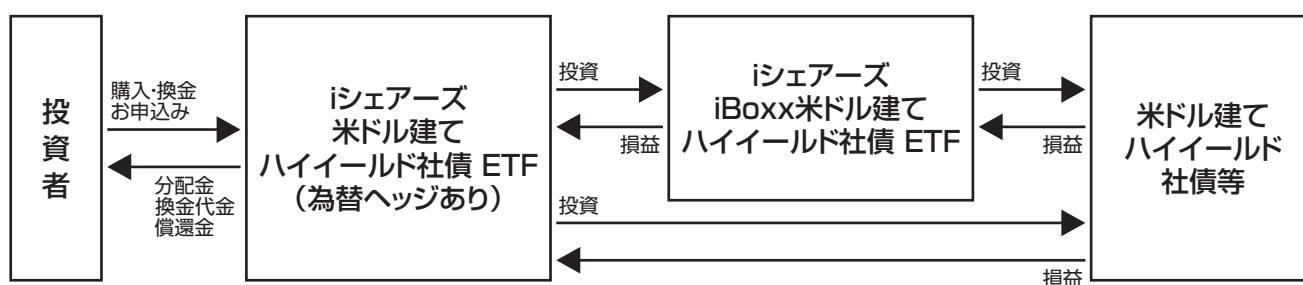 投資者
購入・換金
お申込み
分配金
換金代金
償還金
iシェアーズ
米ドル建て
ハイイールド社債 ETF
（為替ヘッジあり）
投資
損益
iシェアーズ
iBoxx米ドル建て
ハイイールド社債 ETF
投資
損益
投資
損益
米ドル建て
ハイイールド
社債等